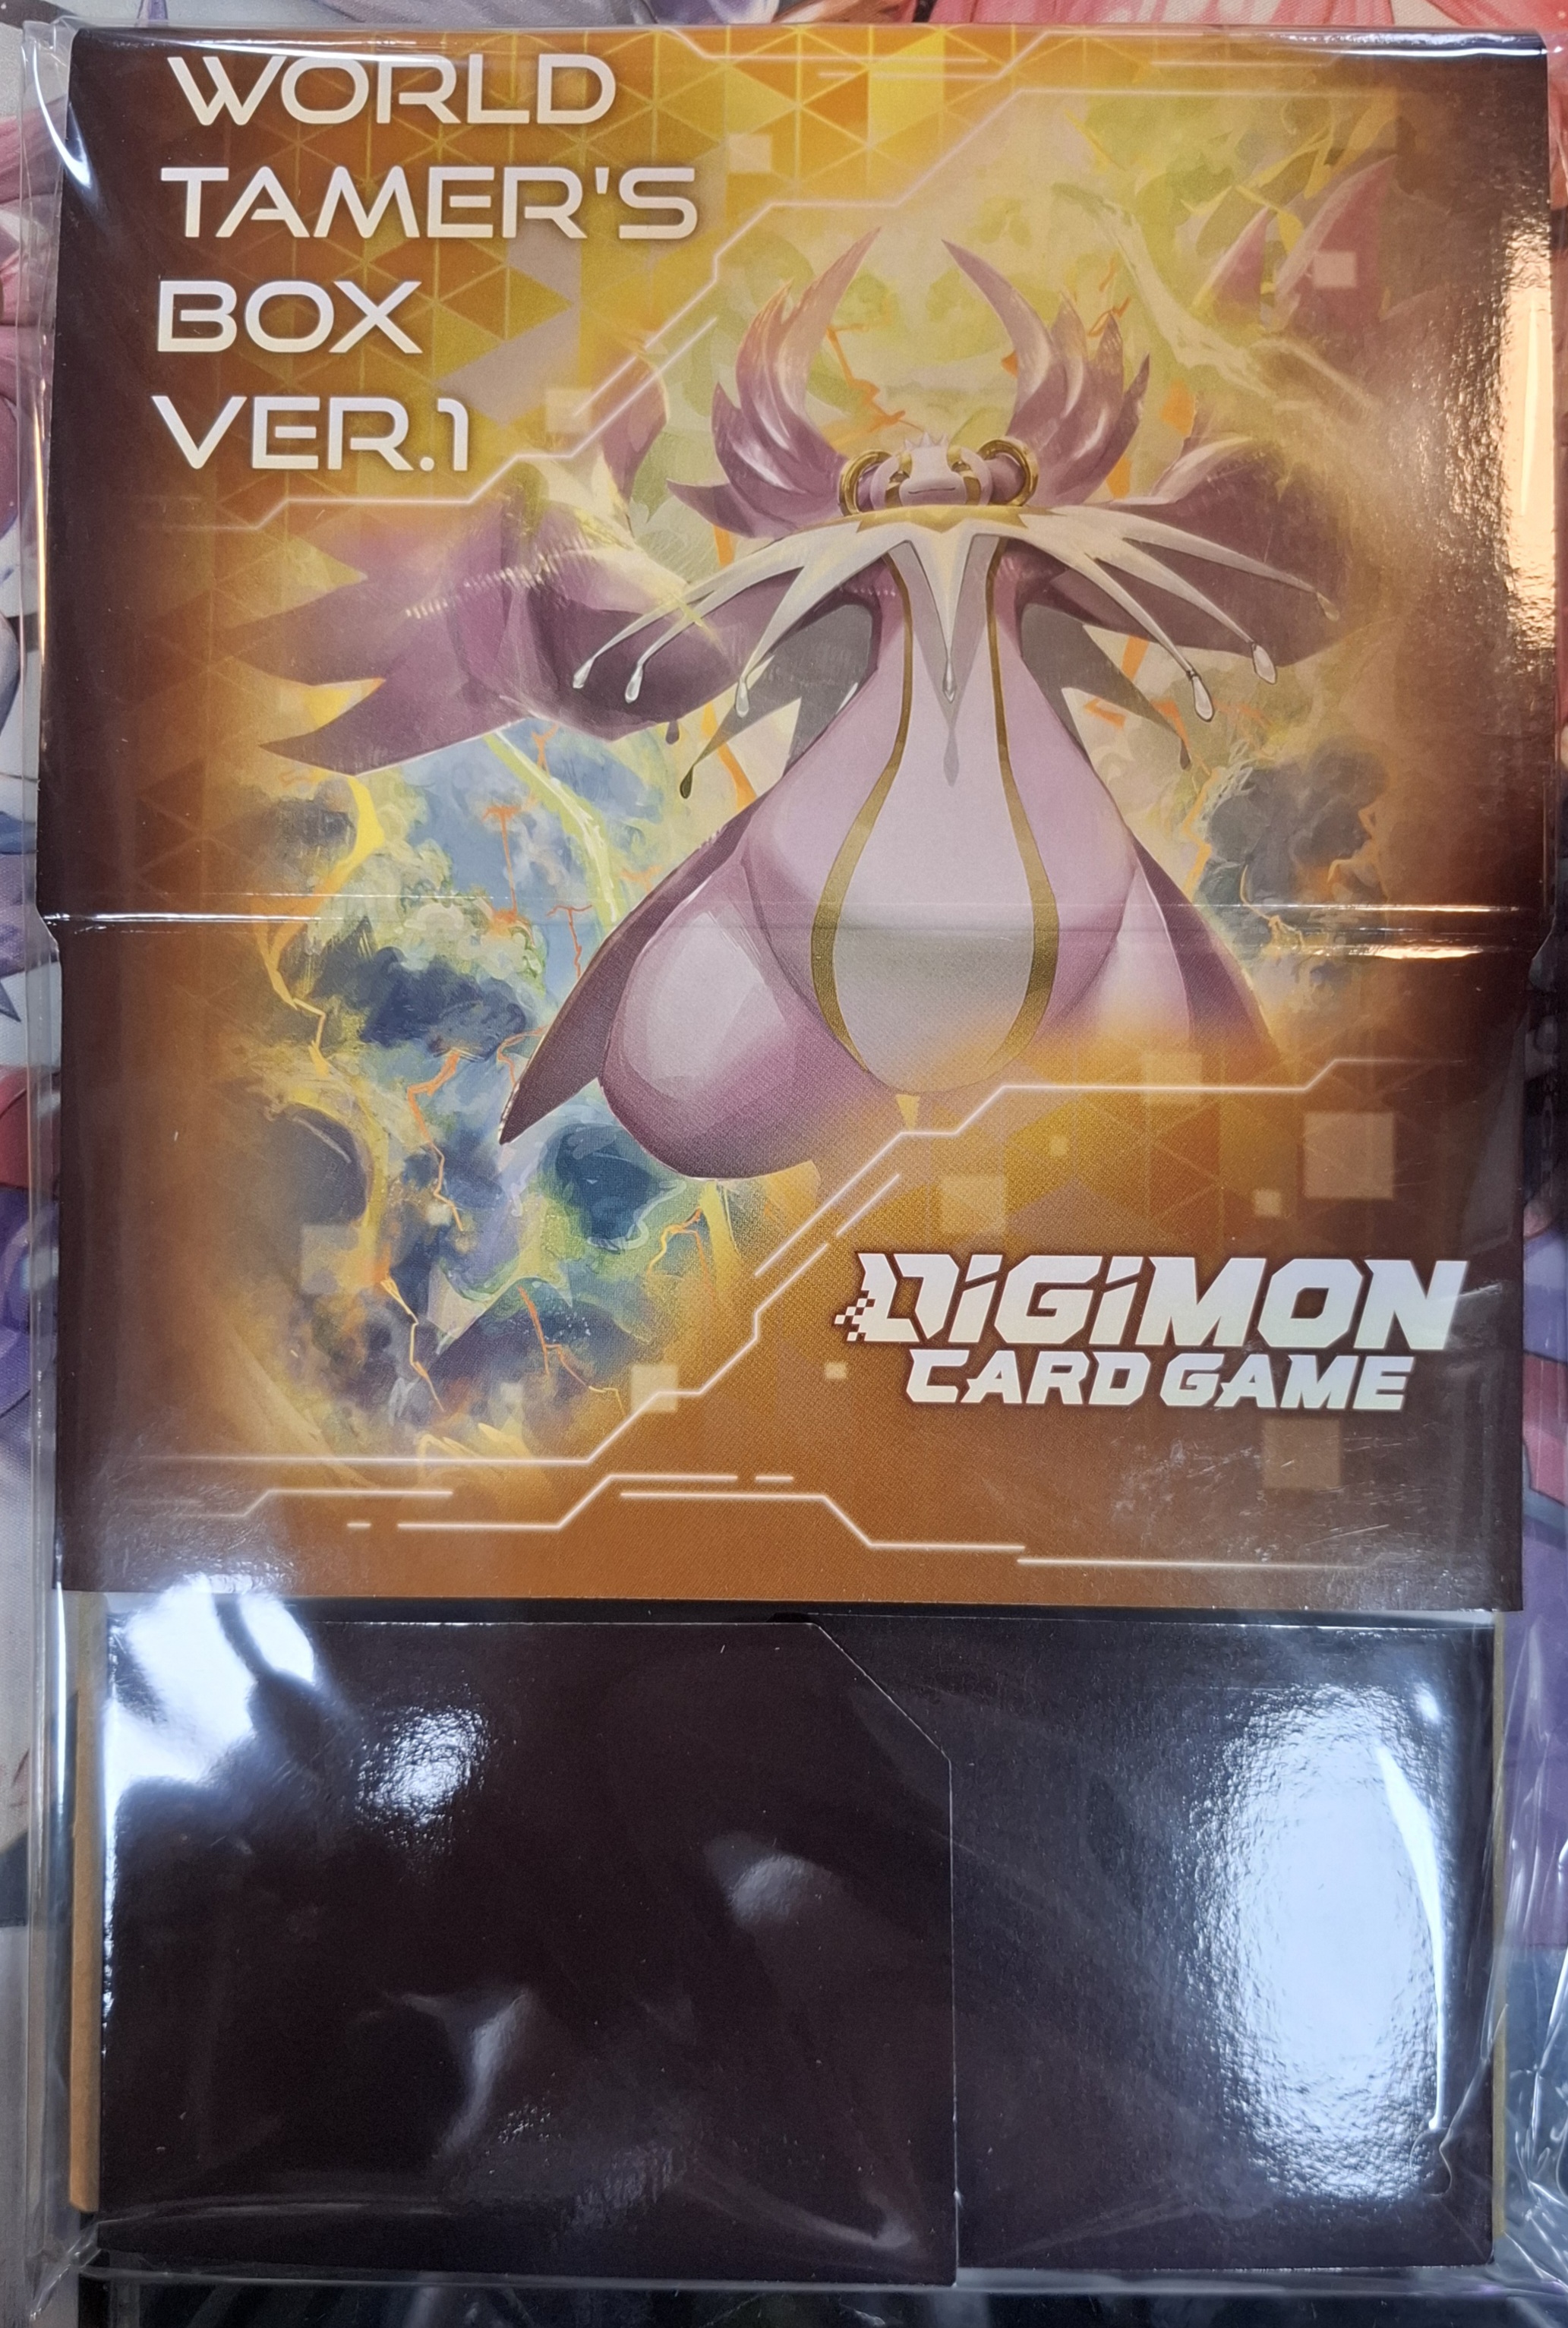 WORLD
TAMER'S
BOX
VER.1
DIGIMON
CARD GAME